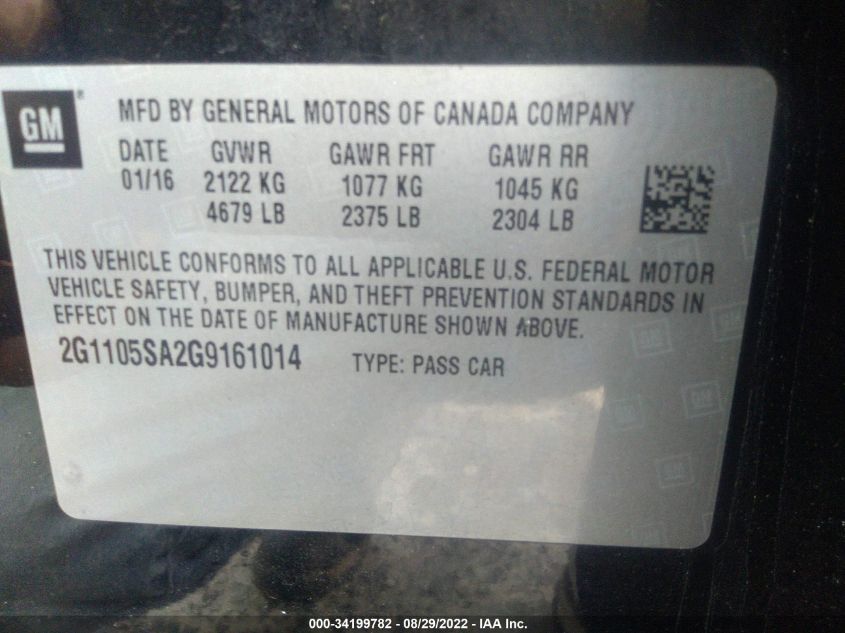 GM ® MFD BY GENERAL MOTORS OF CANADA COMPANY
DATE GVWR GAWR FRT GAWR RR
01/16 2122 KG 1077 KG 1045 KG
4679 LB 2375 LB 2304 LB
THIS VEHICLE CONFORMS TO ALL APPLICABLE U.S. FEDERAL MOTOR
VEHICLE SAFETY, BUMPER, AND THEFT PREVENTION STANDARDS IN
EFFECT ON THE DATE OF MANUFACTURE SHOWN ABOVE.
2G1105SA2G9161014 TYPE: PASS CAR
000-34199782 - 08/29/2022 - IAA Inc.